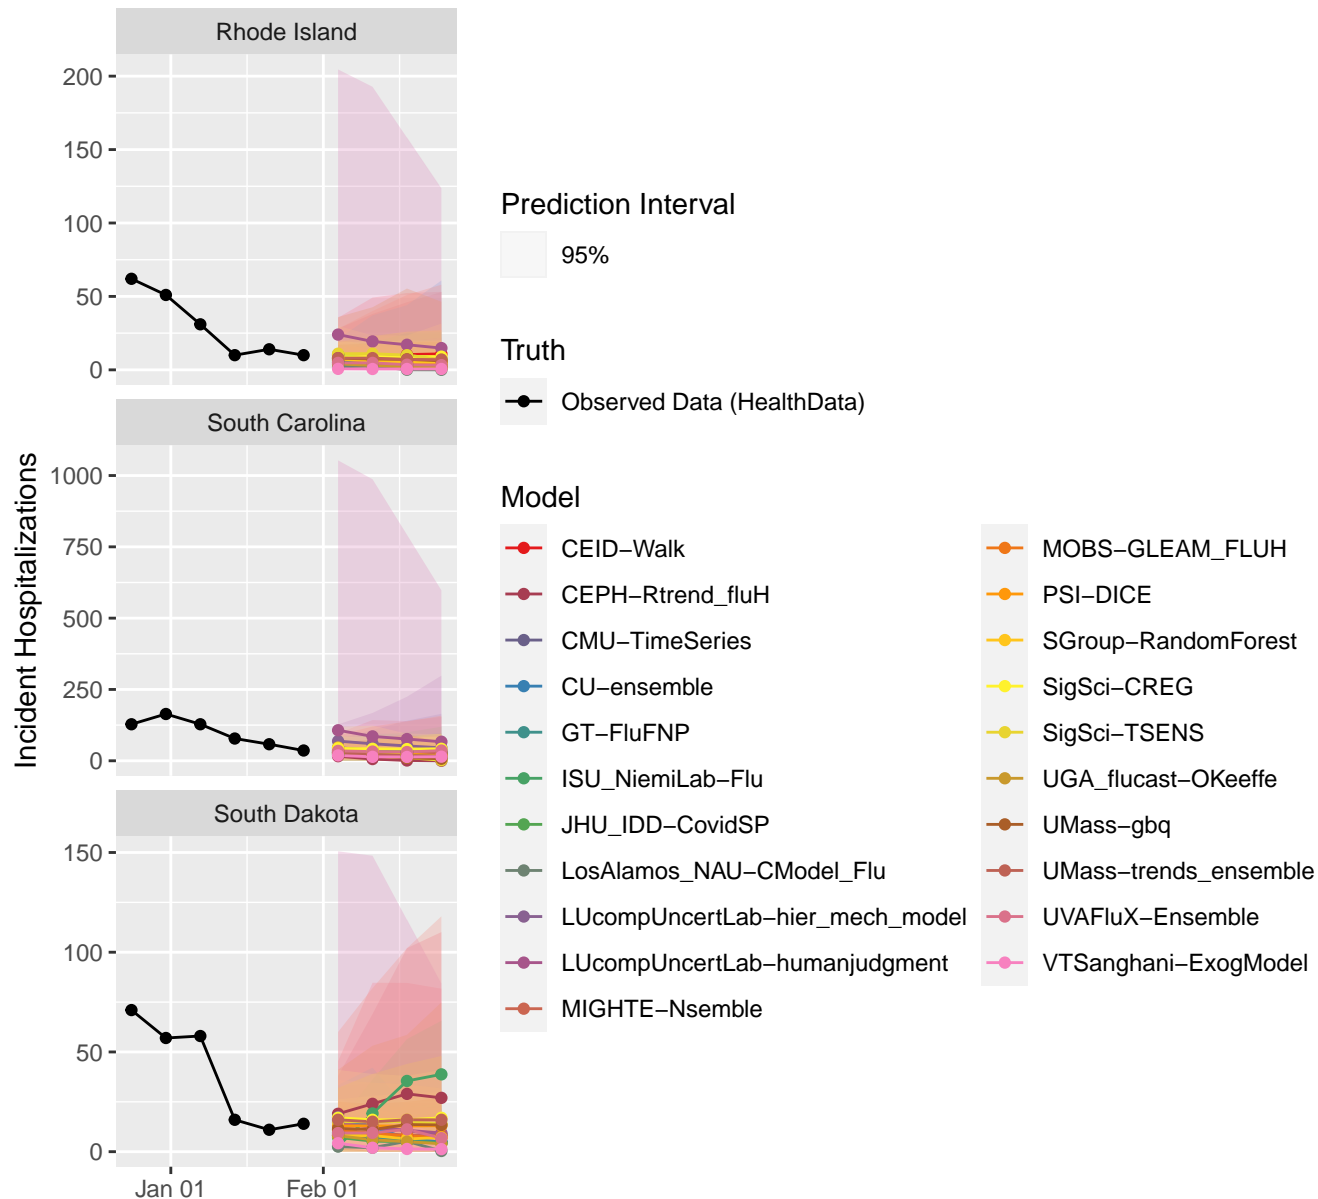 Rhode Island
200
150
100
50
0
South Carolina
1000
750
500
250
0
South Dakota
150
100
50
0
Jan 01
Feb 01
Incident Hospitalizations
Prediction Interval
95%
Truth
Observed Data (HealthData)
Model
CEID−Walk
CEPH−Rtrend_fluH
CMU−TimeSeries
CU−ensemble
GT−FluFNP
ISU_NiemiLab−Flu
JHU_IDD−CovidSP
LosAlamos_NAU−CModel_Flu
LUcompUncertLab−hier_mech_model
LUcompUncertLab−humanjudgment
MIGHTE−Nsemble
MOBS−GLEAM_FLUH
PSI−DICE
SGroup−RandomForest
SigSci−CREG
SigSci−TSENS
UGA_flucast−OKeeffe
UMass−gbq
UMass−trends_ensemble
UVAFluX−Ensemble
VTSanghani−ExogModel